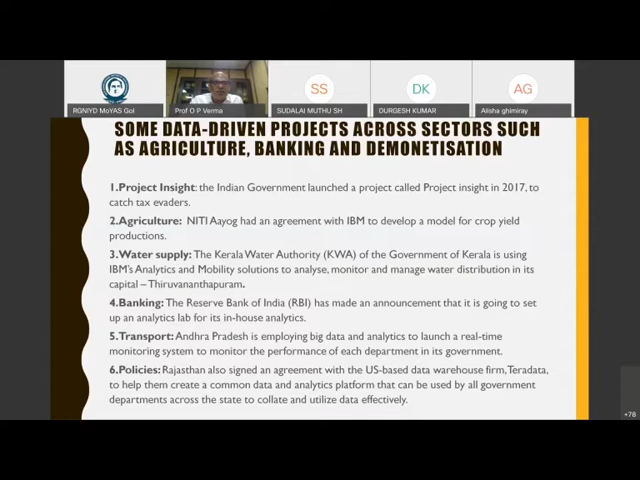 SS
DK
AG
RGNIYD MoYAS GoI
Prof O P Verma
SUDALAI MUTHU SH
DURGESH KUMAR
Alisha ghimiray
SOME DATA-DRIVEN PROJECTS ACROSS SECTORS SUCH
AS AGRICULTURE, BANKING AND DEMONETISATION
1.Project Insight: the Indian Government launched a project called Project insight in 2017, to
catch tax evaders.
2.Agriculture: NITI Aayog had an agreement with IBM to develop a model for crop yield
productions.
3.Water supply: The Kerala Water Authority (KWA) of the Government of Kerala is using
IBM's Analytics and Mobility solutions to analyse, monitor and manage water distribution in its
capital – Thiruvananthapuram.
4.Banking: The Reserve Bank of India (RBI) has made an announcement that it is going to set
up an analytics lab for its in-house analytics.
5.Transport: Andhra Pradesh is employing big data and analytics to launch a real-time
monitoring system to monitor the performance of each department in its government.
6.Policies: Rajasthan also signed an agreement with the US-based data warehouse firm, Teradata,
to help them create a common data and analytics platform that can be used by all government
departments across the state to collate and utilize data effectively.
+78